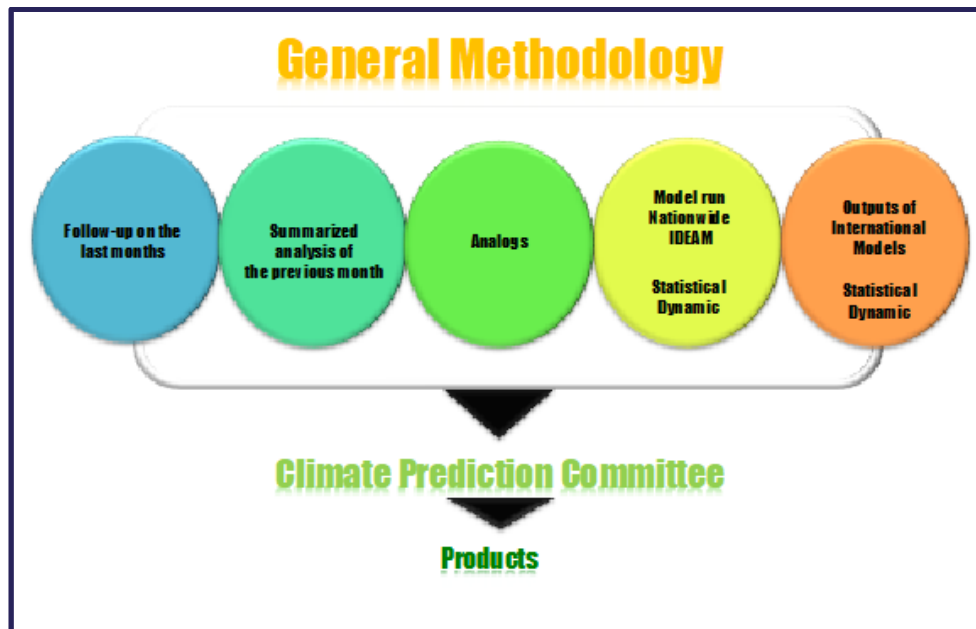 General Methodology
Follow-up on the
last months
Summarized
analysis of
the previous month
Analogs
Model run
Nationwide
IDEAM
Statistical
Dynamic
Outputs of
International
Models
Statistical
Dynamic
Climate Prediction Committee
Products